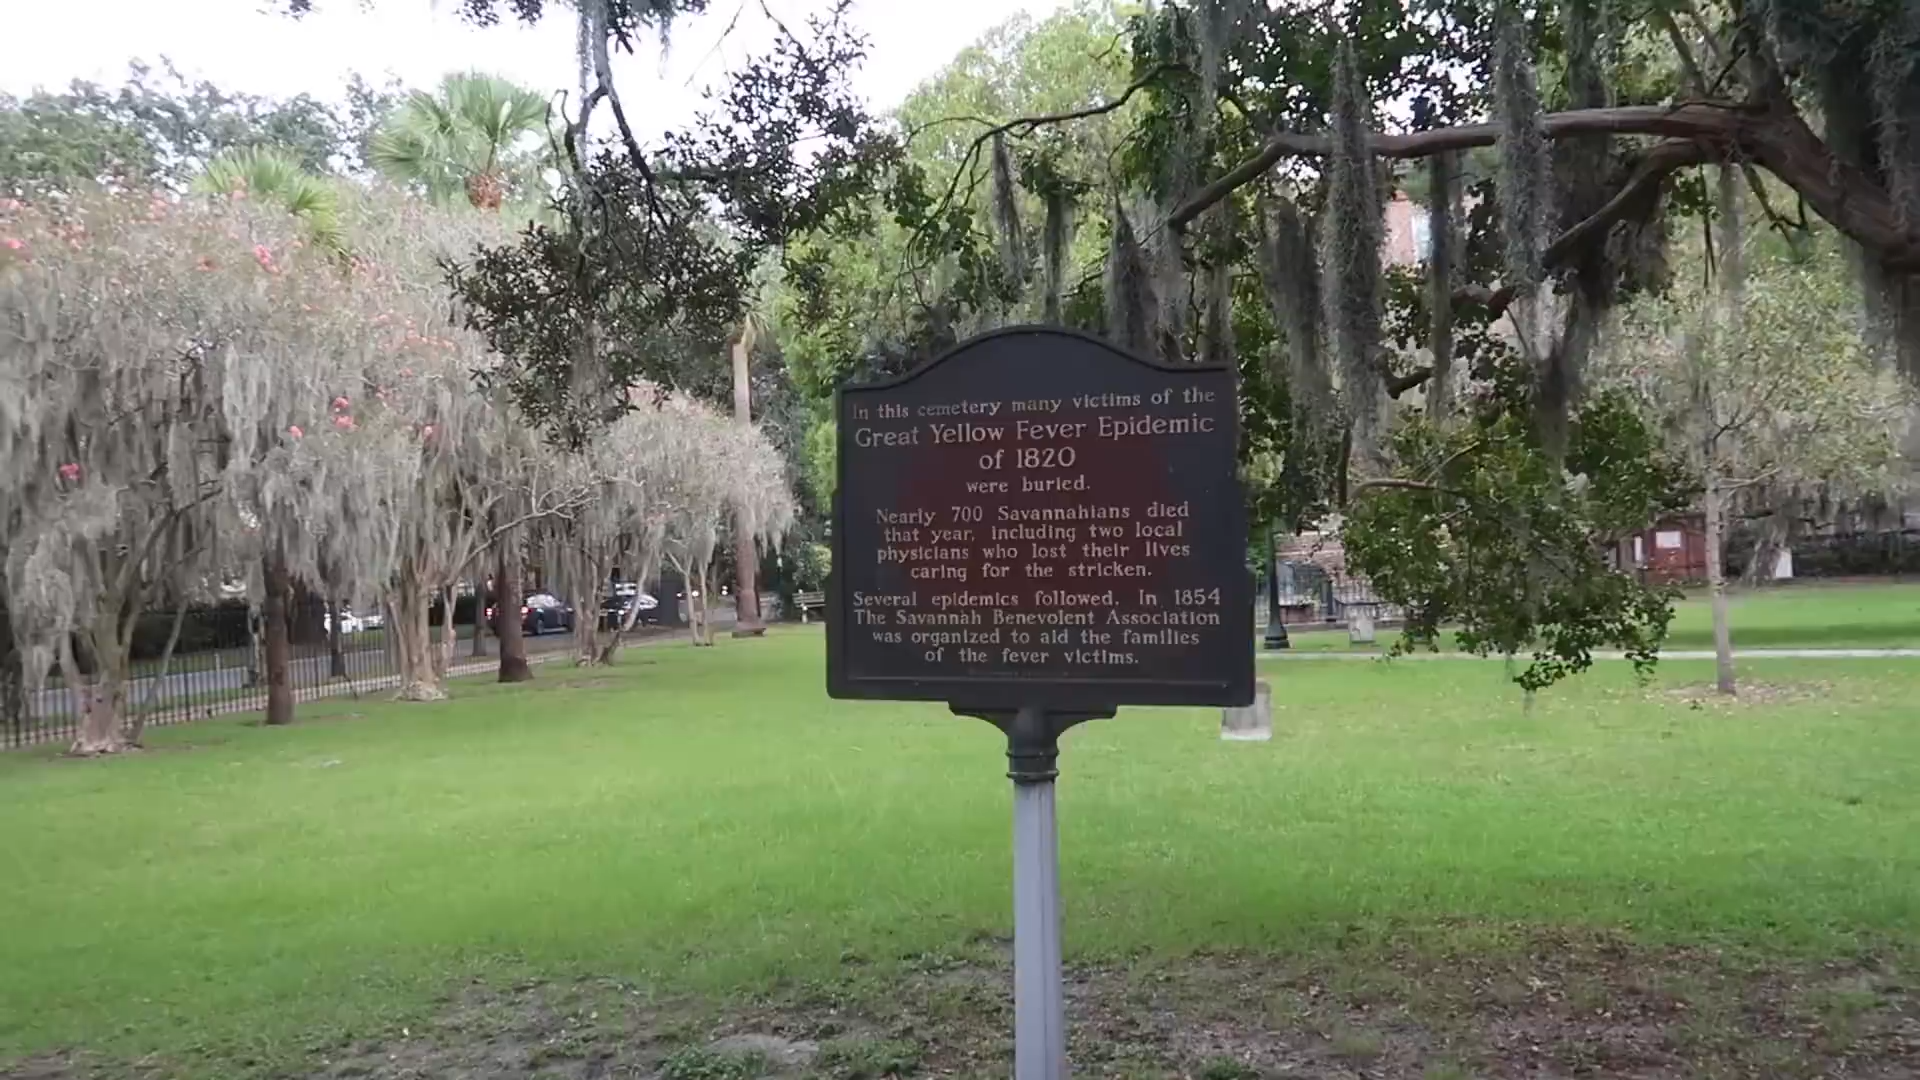 In this cemetery many victims of the
Great Yellow Fever Epidemic
of 1820
were buried.
Nearly 700 Savannahians died
that year, including two local
physicians who lost their lives
caring for the stricken.
Several epidemics followed. In 1854
The Savannah Benevolent Association
was organized to aid the families
of the fever victims.